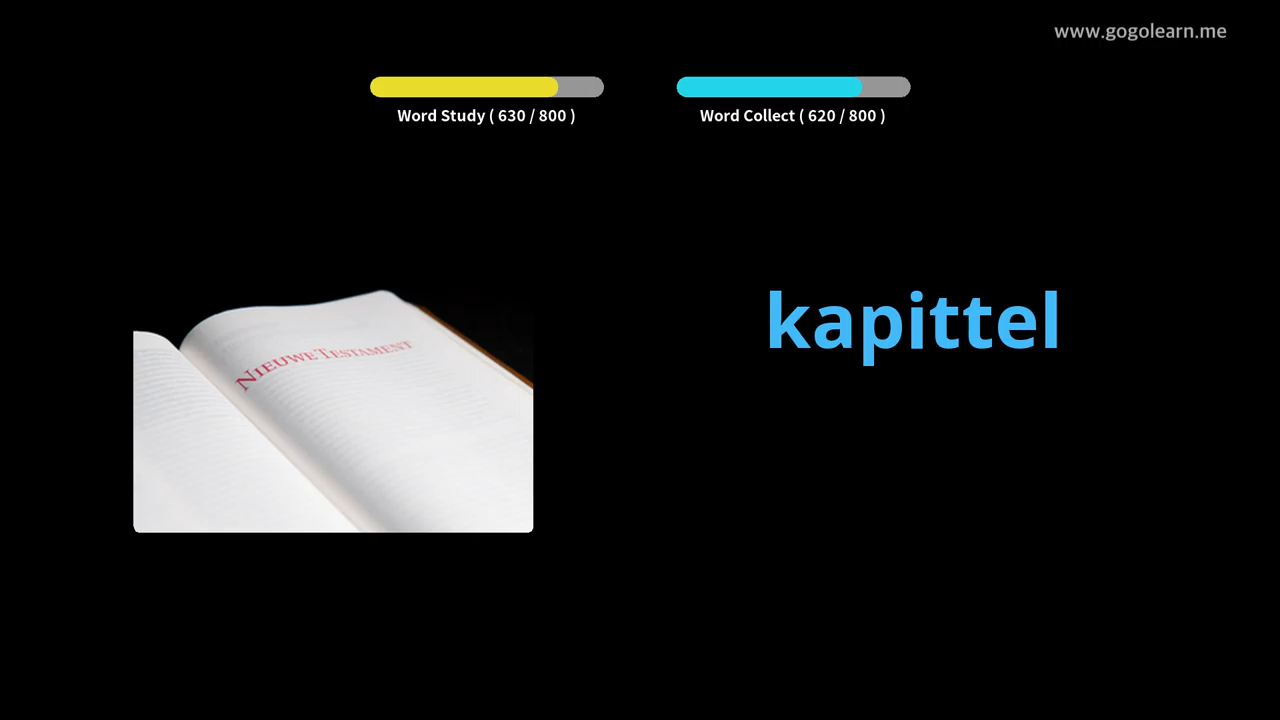 www.gogolearn.me
Word Study ( 630 / 800 )
Word Collect ( 620 / 800 )
NIEUWE TESTAMENT
kapittel